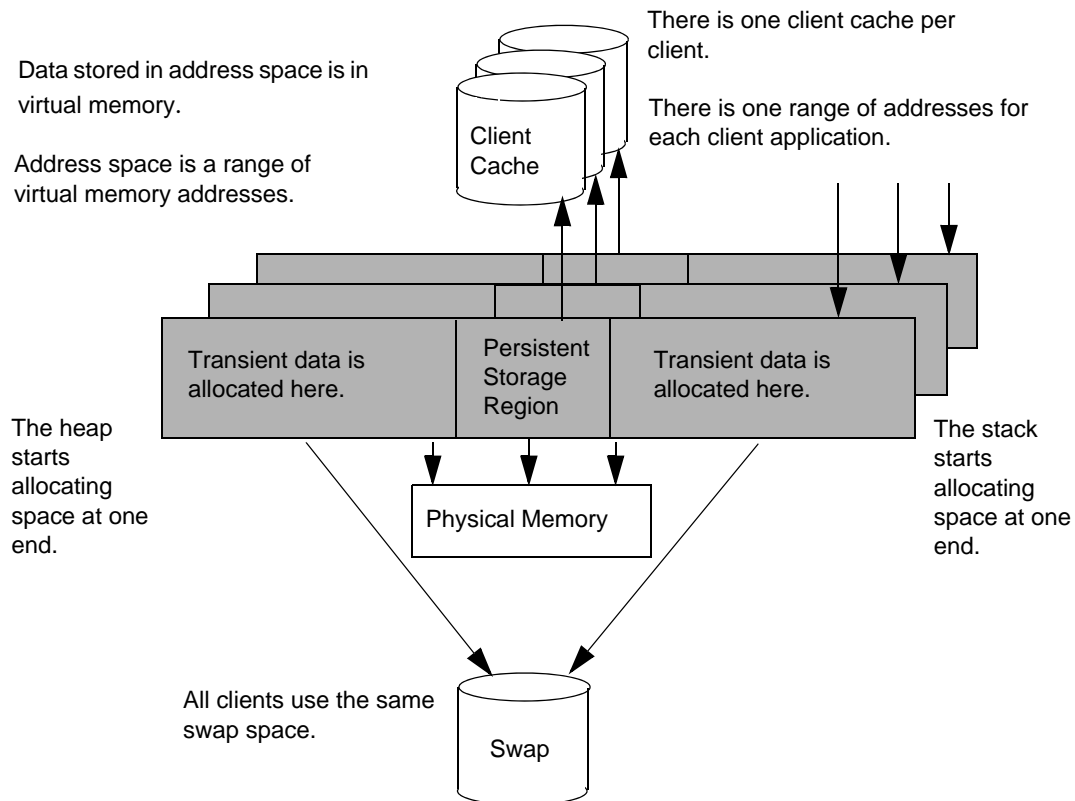 There is one client cache per
client.
Data stored in address space is in
virtual memory.
There is one range of addresses for
each client application.
Client
Cache
Address space is a range of
virtual memory addresses.
Transient data is
allocated here.
Persistent
Storage
Region
Transient data is
allocated here.
The heap
starts
allocating
space at one
end.
The stack
starts
allocating
space at one
end.
Physical Memory
All clients use the same
swap space.
Swap